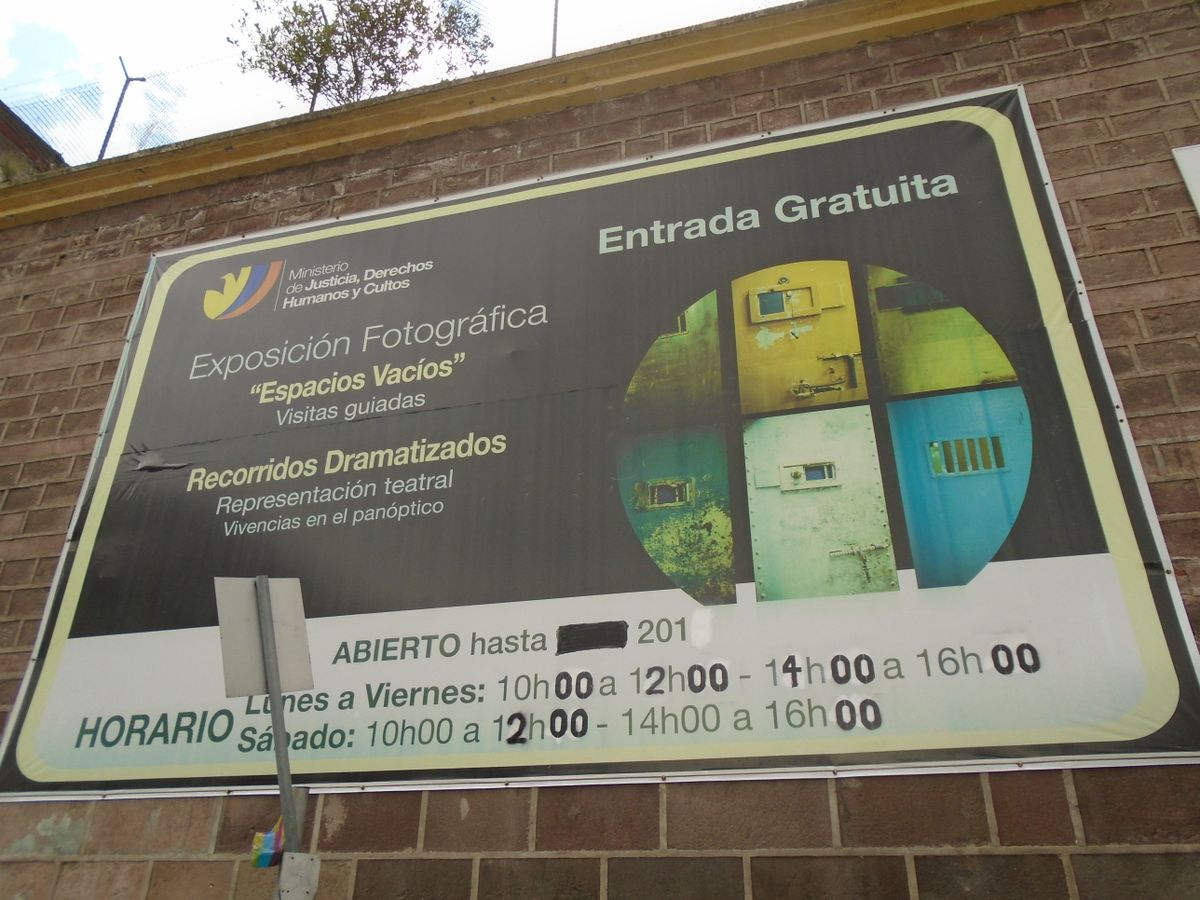 Entrada Gratuita
Ministerio
de Justicia, Derechos
Humanos y Cultos
Exposición Fotográfica
“Espacios Vacíos”
Visitas guiadas
Recorridos Dramatizados
Representación teatral
Vivencias en el panóptico
ABIERTO hasta 201
HORARIO
Lunes a Viernes: 10h00 a 12h00 - 14h00 a 16h00
Sábado: 10h00 a 12h00 - 14h00 a 16h00